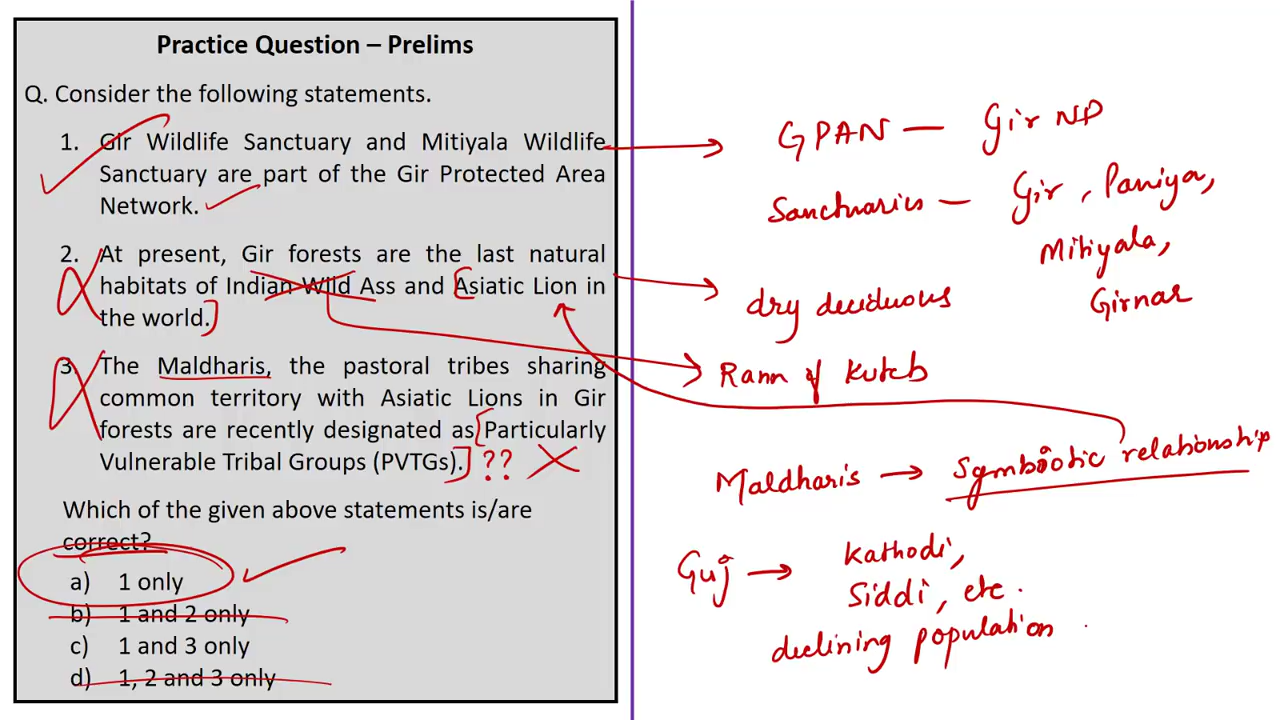 Practice Question – Prelims
Q. Consider the following statements.
1. Gir Wildlife Sanctuary and Mitiyala Wildlife
Sanctuary are part of the Gir Protected Area
Network.
2. At present, Gir forests are the last natural
habitats of Indian Wild Ass and Asiatic Lion in
the world.
3. The Maldharis, the pastoral tribes sharing
common territory with Asiatic Lions in Gir
forests are recently designated as Particularly
Vulnerable Tribal Groups (PVTGs). ??
Which of the given above statements is/are
correct?
a) 1 only
b) 1 and 2 only
c) 1 and 3 only
d) 1, 2 and 3 only
GPAN — Gir NP
Sanctuaries — Gir, Paniya,
Mitiyala,
Girnar
dry deciduous
Rann of Kutch
Maldharis → Symbiotic relationship
Guj → Kathodi,
Siddi, etc.
declining population.